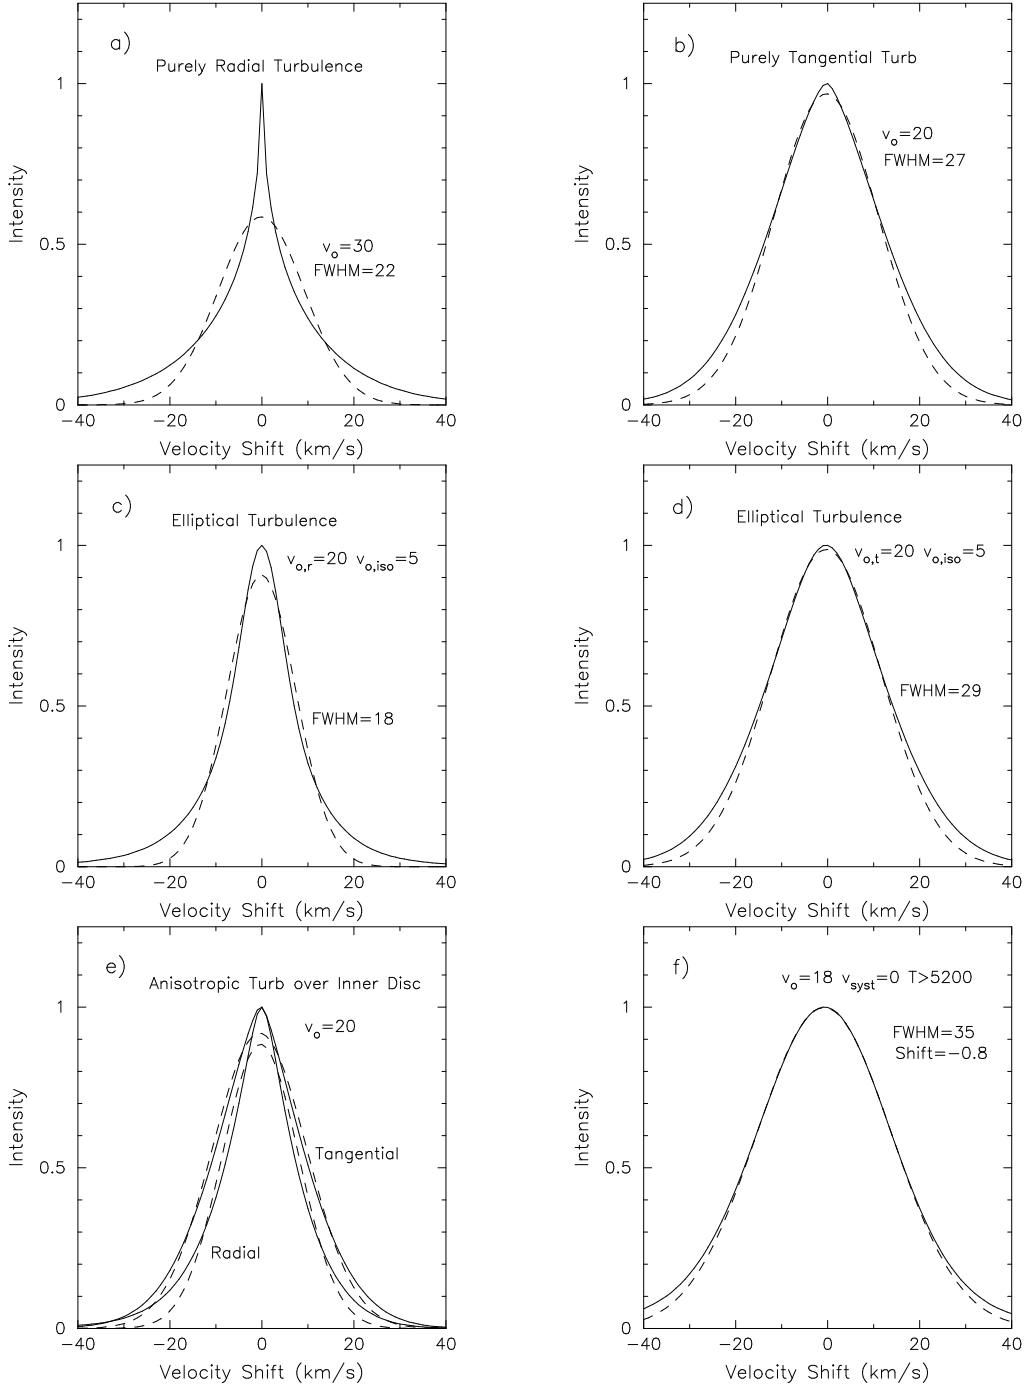 a)
Purely Radial Turbulence
1
Intensity
0.5
v_o=30
FWHM=22
0
−40 −20 0 20 40
Velocity Shift (km/s)
b)
Purely Tangential Turb
1
Intensity
0.5
v_o=20
FWHM=27
0
−40 −20 0 20 40
Velocity Shift (km/s)
c)
Elliptical Turbulence
1
v_o,r=20 v_o,iso=5
Intensity
0.5
FWHM=18
0
−40 −20 0 20 40
Velocity Shift (km/s)
d)
Elliptical Turbulence
1
v_o,t=20 v_o,iso=5
Intensity
0.5
FWHM=29
0
−40 −20 0 20 40
Velocity Shift (km/s)
e)
Anisotropic Turb over Inner Disc
1
v_o=20
Intensity
0.5
Tangential
Radial
0
−40 −20 0 20 40
Velocity Shift (km/s)
f)
v_o=18 v_syst=0 T>5200
1
FWHM=35
Shift=−0.8
Intensity
0.5
0
−40 −20 0 20 40
Velocity Shift (km/s)